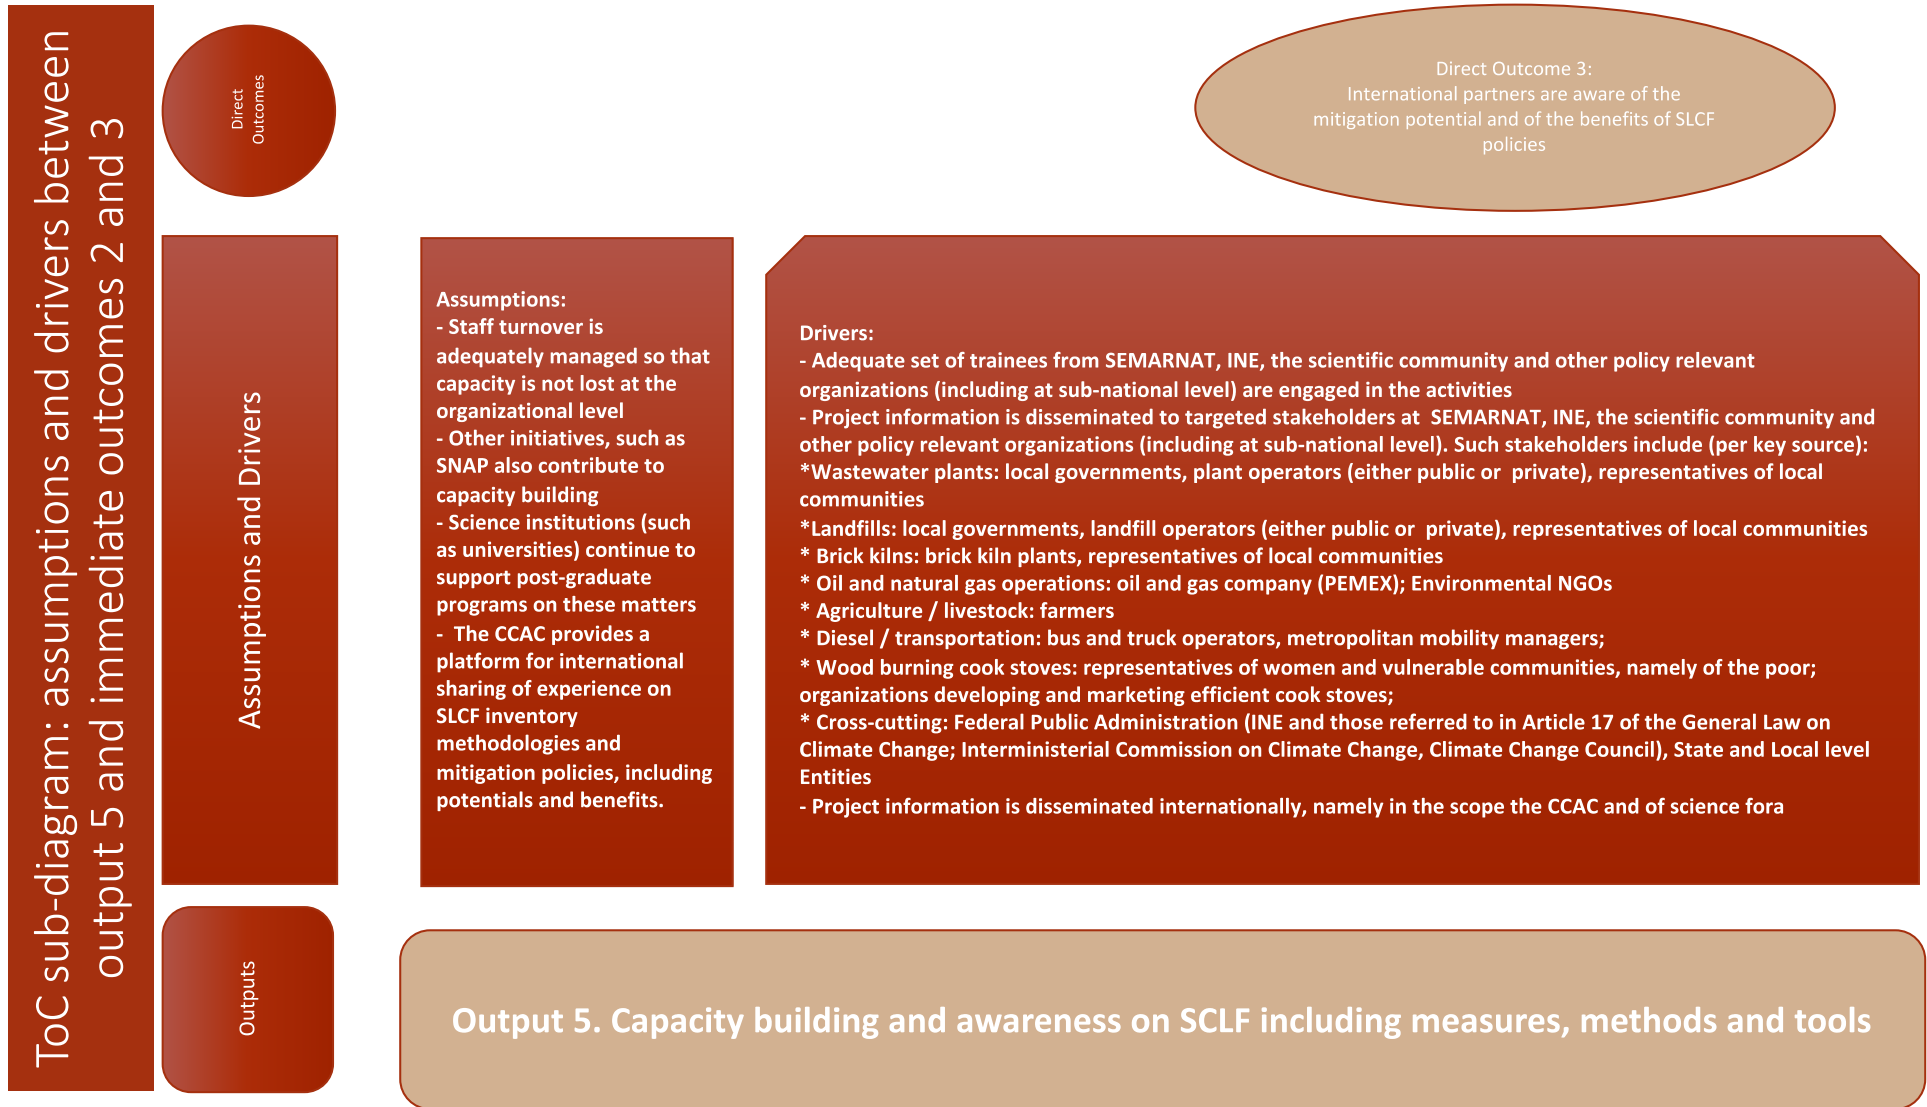 ToC sub-diagram: assumptions and drivers between
output 5 and immediate outcomes 2 and 3
Direct
Outcomes
Direct Outcome 3:
International partners are aware of the
mitigation potential and of the benefits of SLCF
policies
Assumptions and Drivers
Assumptions:
- Staff turnover is
adequately managed so that
capacity is not lost at the
organizational level
- Other initiatives, such as
SNAP also contribute to
capacity building
- Science institutions (such
as universities) continue to
support post-graduate
programs on these matters
-  The CCAC provides a
platform for international
sharing of experience on
SLCF inventory
methodologies and
mitigation policies, including
potentials and benefits.
Drivers:
- Adequate set of trainees from SEMARNAT, INE, the scientific community and other policy relevant
organizations (including at sub-national level) are engaged in the activities
- Project information is disseminated to targeted stakeholders at  SEMARNAT, INE, the scientific community and
other policy relevant organizations (including at sub-national level). Such stakeholders include (per key source):
*Wastewater plants: local governments, plant operators (either public or  private), representatives of local
communities
*Landfills: local governments, landfill operators (either public or  private), representatives of local communities
* Brick kilns: brick kiln plants, representatives of local communities
* Oil and natural gas operations: oil and gas company (PEMEX); Environmental NGOs
* Agriculture / livestock: farmers
* Diesel / transportation: bus and truck operators, metropolitan mobility managers;
* Wood burning cook stoves: representatives of women and vulnerable communities, namely of the poor;
organizations developing and marketing efficient cook stoves;
* Cross-cutting: Federal Public Administration (INE and those referred to in Article 17 of the General Law on
Climate Change; Interministerial Commission on Climate Change, Climate Change Council), State and Local level
Entities
- Project information is disseminated internationally, namely in the scope the CCAC and of science fora
Outputs
Output 5. Capacity building and awareness on SCLF including measures, methods and tools